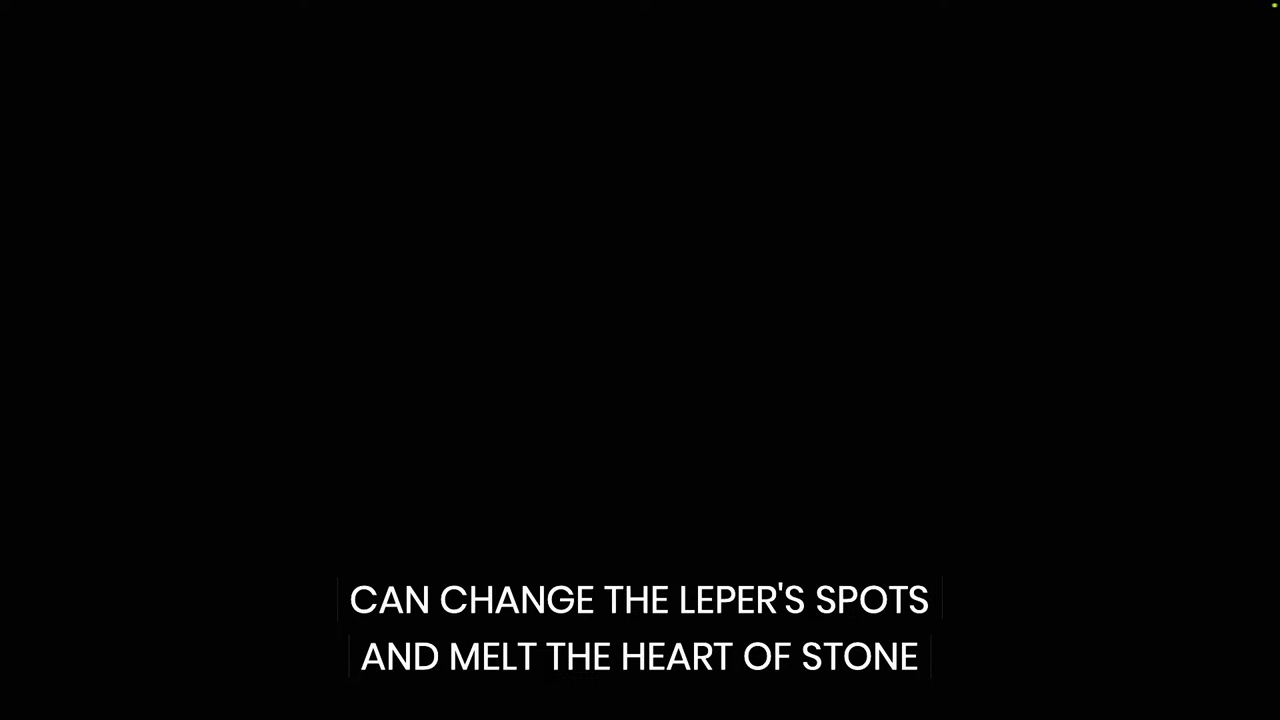 CAN CHANGE THE LEPER'S SPOTS
AND MELT THE HEART OF STONE